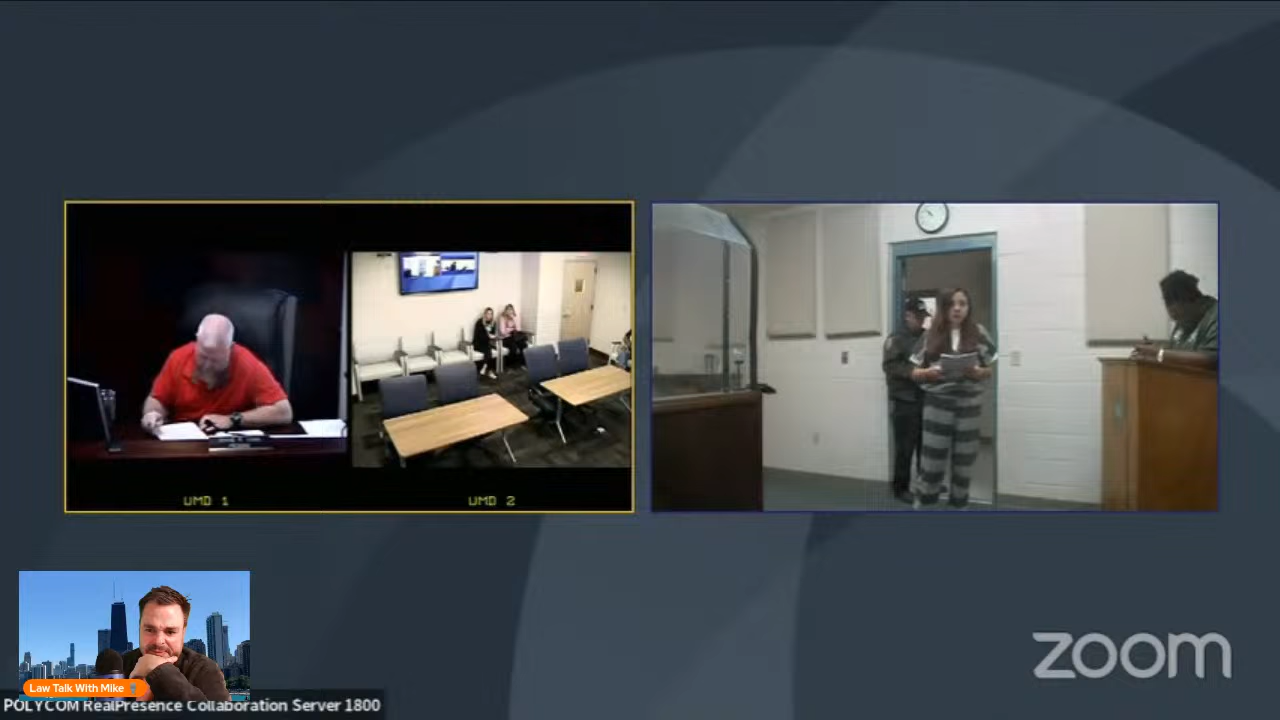 UMD 1
UMD 2
zoom
Law Talk With Mike
POLYCOM RealPresence Collaboration Server 1800